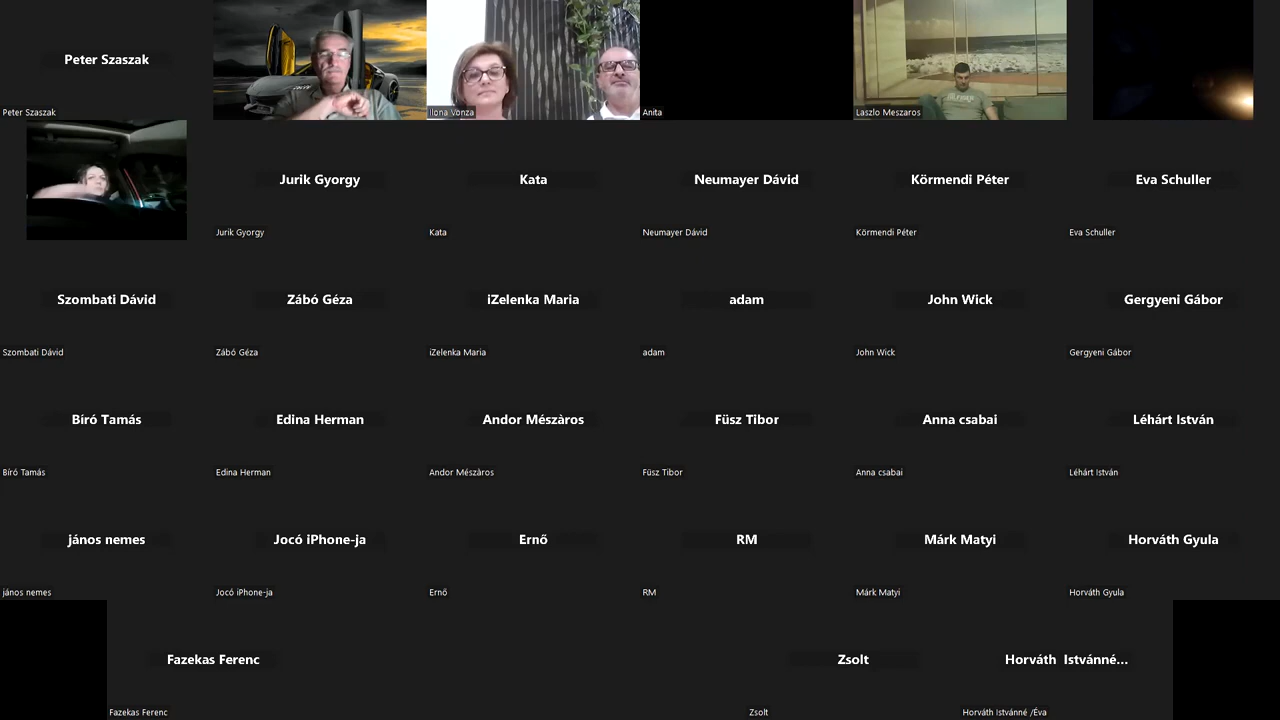 Peter Szaszak
Peter Szaszak
Ilona Vonza
Anita
Laszlo Meszaros
Jurik Gyorgy
Kata
Neumayer Dávid
Körmendi Péter
Eva Schuller
Jurik Gyorgy
Kata
Neumayer Dávid
Körmendi Péter
Eva Schuller
Szombati Dávid
Zábó Géza
iZelenka Maria
adam
John Wick
Gergyeni Gábor
Szombati Dávid
Zábó Géza
iZelenka Maria
adam
John Wick
Gergyeni Gábor
Bíró Tamás
Edina Herman
Andor Mészàros
Füsz Tibor
Anna csabai
Léhárt István
Bíró Tamás
Edina Herman
Andor Mészàros
Füsz Tibor
Anna csabai
Léhárt István
jános nemes
Jocó iPhone-ja
Ernő
RM
Márk Matyi
Horváth Gyula
jános nemes
Jocó iPhone-ja
Ernő
RM
Márk Matyi
Horváth Gyula
Fazekas Ferenc
Zsolt
Horváth Istvánné...
Fazekas Ferenc
Zsolt
Horváth Istvánné /Éva